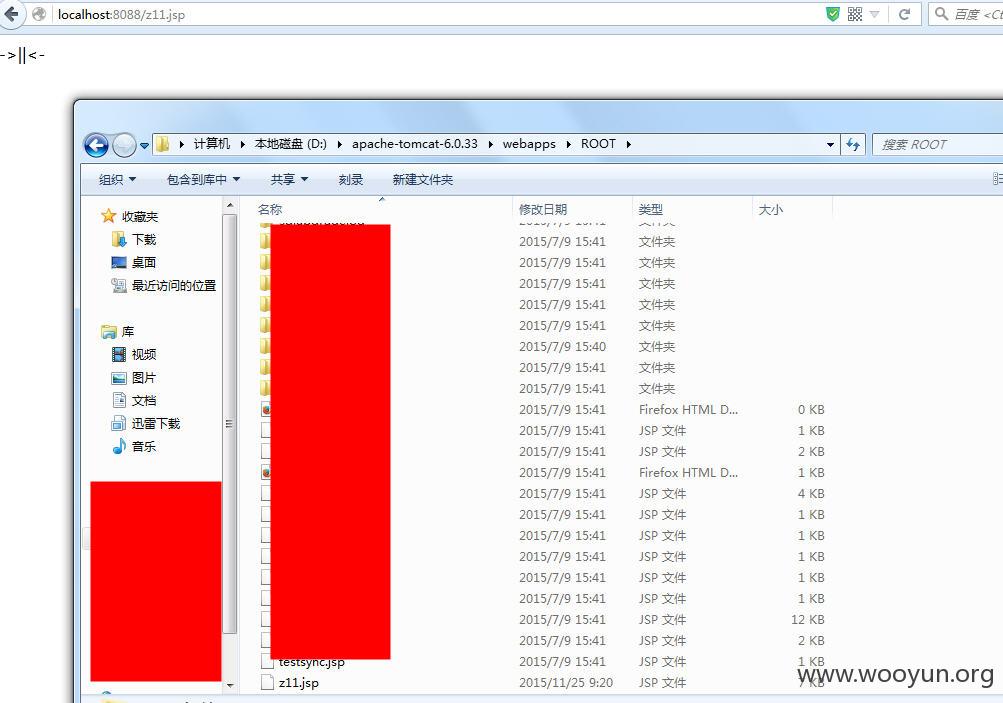 localhost:8088/z11.jsp
百度 <Ct
->||<-
计算机 本地磁盘 (D:) apache-tomcat-6.0.33 webapps ROOT
搜索 ROOT
组织 包含到库中 共享 刻录 新建文件夹
名称 修改日期 类型 大小
收藏夹
下载
桌面
最近访问的位置
库
视频
图片
文档
迅雷下载
音乐
2015/7/9 15:41 文件夹
2015/7/9 15:41 文件夹
2015/7/9 15:41 文件夹
2015/7/9 15:41 文件夹
2015/7/9 15:41 文件夹
2015/7/9 15:41 文件夹
2015/7/9 15:40 文件夹
2015/7/9 15:41 文件夹
2015/7/9 15:41 文件夹
2015/7/9 15:41 Firefox HTML D... 0 KB
2015/7/9 15:41 JSP 文件 1 KB
2015/7/9 15:41 JSP 文件 2 KB
2015/7/9 15:41 Firefox HTML D... 1 KB
2015/7/9 15:41 JSP 文件 4 KB
2015/7/9 15:41 JSP 文件 1 KB
2015/7/9 15:41 JSP 文件 1 KB
2015/7/9 15:41 JSP 文件 1 KB
2015/7/9 15:41 JSP 文件 1 KB
2015/7/9 15:41 JSP 文件 1 KB
2015/7/9 15:41 JSP 文件 12 KB
2015/7/9 15:41 JSP 文件 2 KB
testsync.jsp 2015/7/9 15:41 JSP 文件 1 KB
z11.jsp 2015/11/25 9:20 JSP 文件 7 KB
www.wooyun.org